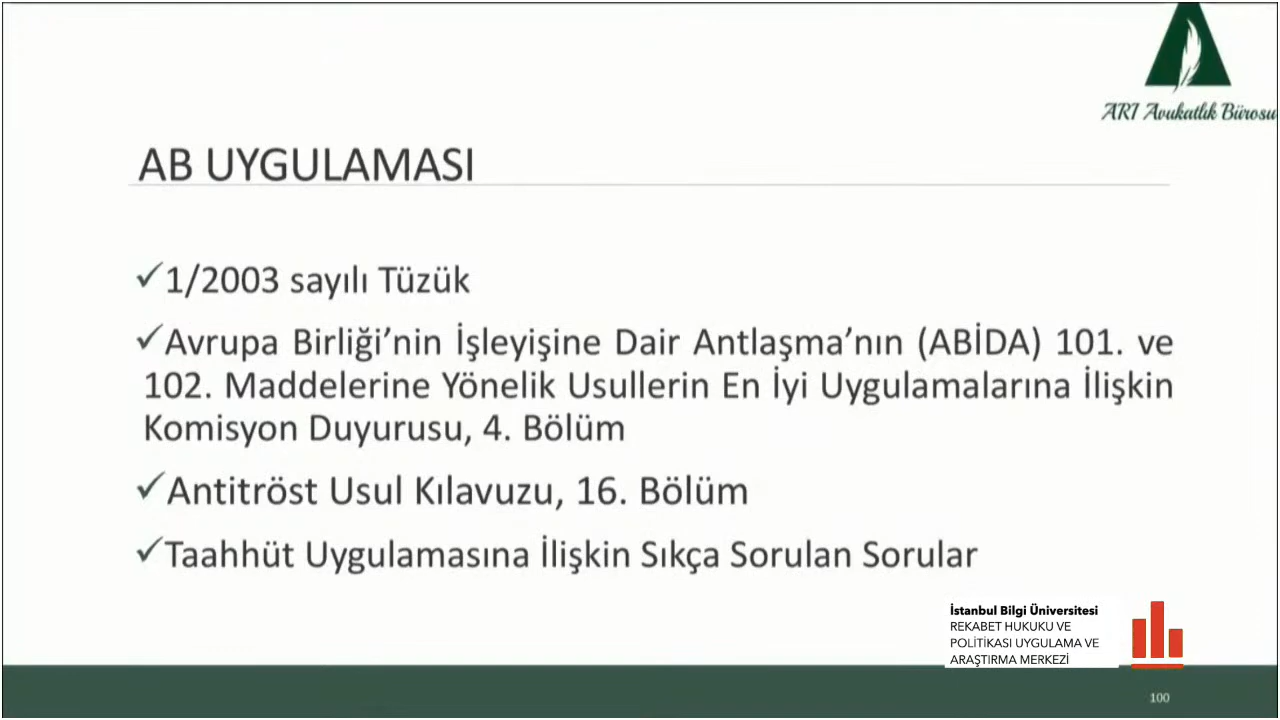 ARI Avukatlık Bürosu
AB UYGULAMASI
✓1/2003 sayılı Tüzük
✓Avrupa Birliği’nin İşleyişine Dair Antlaşma’nın (ABİDA) 101. ve
102. Maddelerine Yönelik Usullerin En İyi Uygulamalarına İlişkin
Komisyon Duyurusu, 4. Bölüm
✓Antitröst Usul Kılavuzu, 16. Bölüm
✓Taahhüt Uygulamasına İlişkin Sıkça Sorulan Sorular
İstanbul Bilgi Üniversitesi
REKABET HUKUKU VE
POLİTİKASI UYGULAMA VE
ARAŞTIRMA MERKEZİ
100